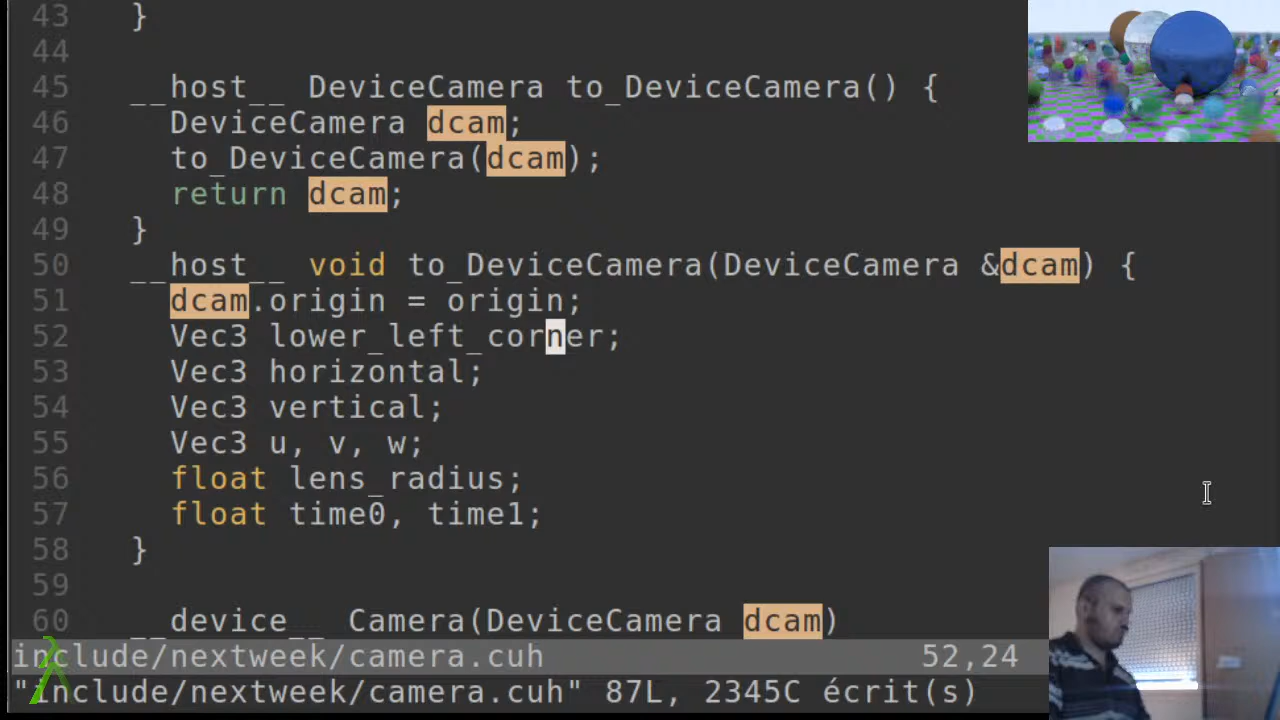 43 }
44
45 __host__ DeviceCamera to_DeviceCamera() {
46 DeviceCamera dcam;
47 to_DeviceCamera(dcam);
48 return dcam;
49 }
50 __host__ void to_DeviceCamera(DeviceCamera &dcam) {
51 dcam.origin = origin;
52 Vec3 lower_left_corner;
53 Vec3 horizontal;
54 Vec3 vertical;
55 Vec3 u, v, w;
56 float lens_radius;
57 float time0, time1;
58 }
59
60 __device__ Camera(DeviceCamera dcam)
include/nextweek/camera.cuh 52,24
"include/nextweek/camera.cuh" 87L, 2345C écrit(s)
λ